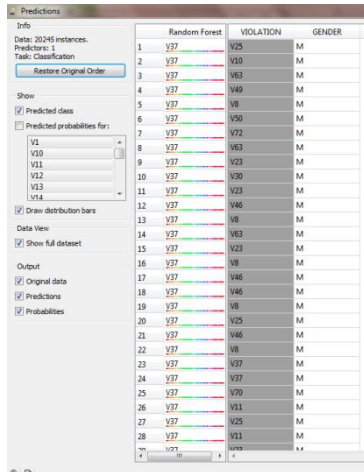 Predictions
Info
Data: 20245 instances.
Predictors: 1
Task: Classification
Restore Original Order
Show
Predicted class
Predicted probabilities for:
V1
V10
V11
V12
V13
V14
Draw distribution bars
Data View
Show full dataset
Output
Original data
Predictions
Probabilities
Random Forest VIOLATION GENDER
1 V37 V25 M
2 V37 V10 M
3 V37 V63 M
4 V37 V49 M
5 V37 V8 M
6 V37 V50 M
7 V37 V72 M
8 V37 V63 M
9 V37 V23 M
10 V37 V30 M
11 V37 V23 M
12 V37 V46 M
13 V37 V8 M
14 V37 V63 M
15 V37 V23 M
16 V37 V46 M
17 V37 V46 M
18 V37 V46 M
19 V37 V8 M
20 V37 V25 M
21 V37 V46 M
22 V37 V8 M
23 V37 V37 M
24 V37 V37 M
25 V37 V70 M
26 V37 V11 M
27 V37 V25 M
28 V37 V11 M
29 V37 M